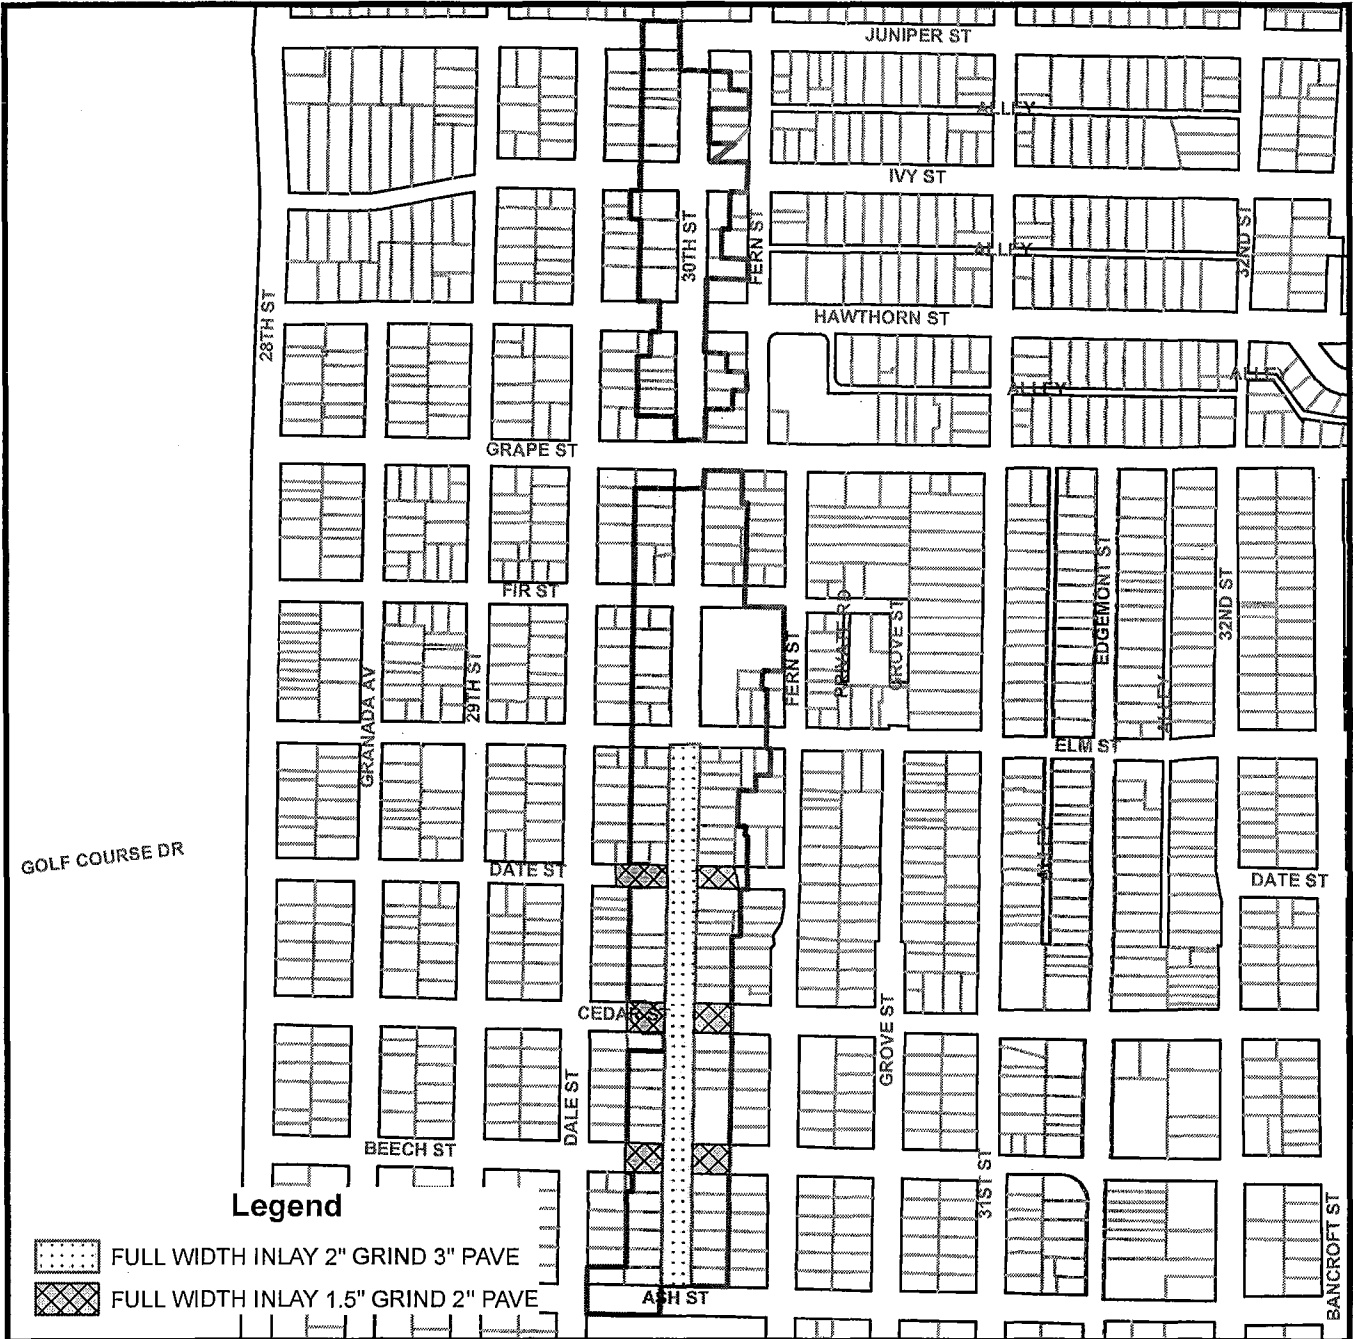 JUNIPER ST
ALLEY
IVY ST
30TH ST
FERN ST
ALLEY
32ND ST
28TH ST
HAWTHORN ST
ALLEY
ALLEY
GRAPE ST
FIR ST
EDGEMONT ST
32ND ST
PRIVATE RD
GROVE ST
FERN ST
GRANADA AV
29TH ST
ALLEY
ELM ST
GOLF COURSE DR
DATE ST
ALLEY
DATE ST
CEDAR ST
GROVE ST
DALE ST
BEECH ST
31ST ST
BANCROFT ST
Legend
FULL WIDTH INLAY 2" GRIND 3" PAVE
FULL WIDTH INLAY 1.5" GRIND 2" PAVE
ASH ST